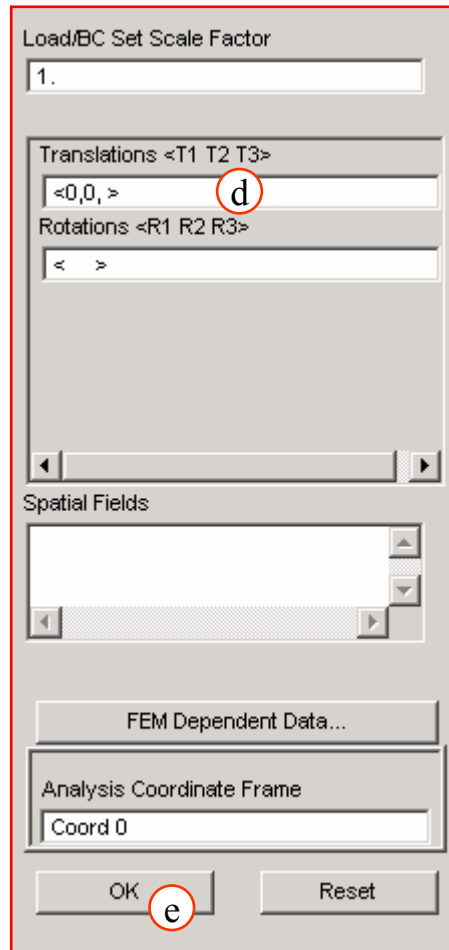 Load/BC Set Scale Factor
1.
Translations <T1 T2 T3>
<0,0, > d
Rotations <R1 R2 R3>
<     >
Spatial Fields
FEM Dependent Data...
Analysis Coordinate Frame
Coord 0
OK e Reset